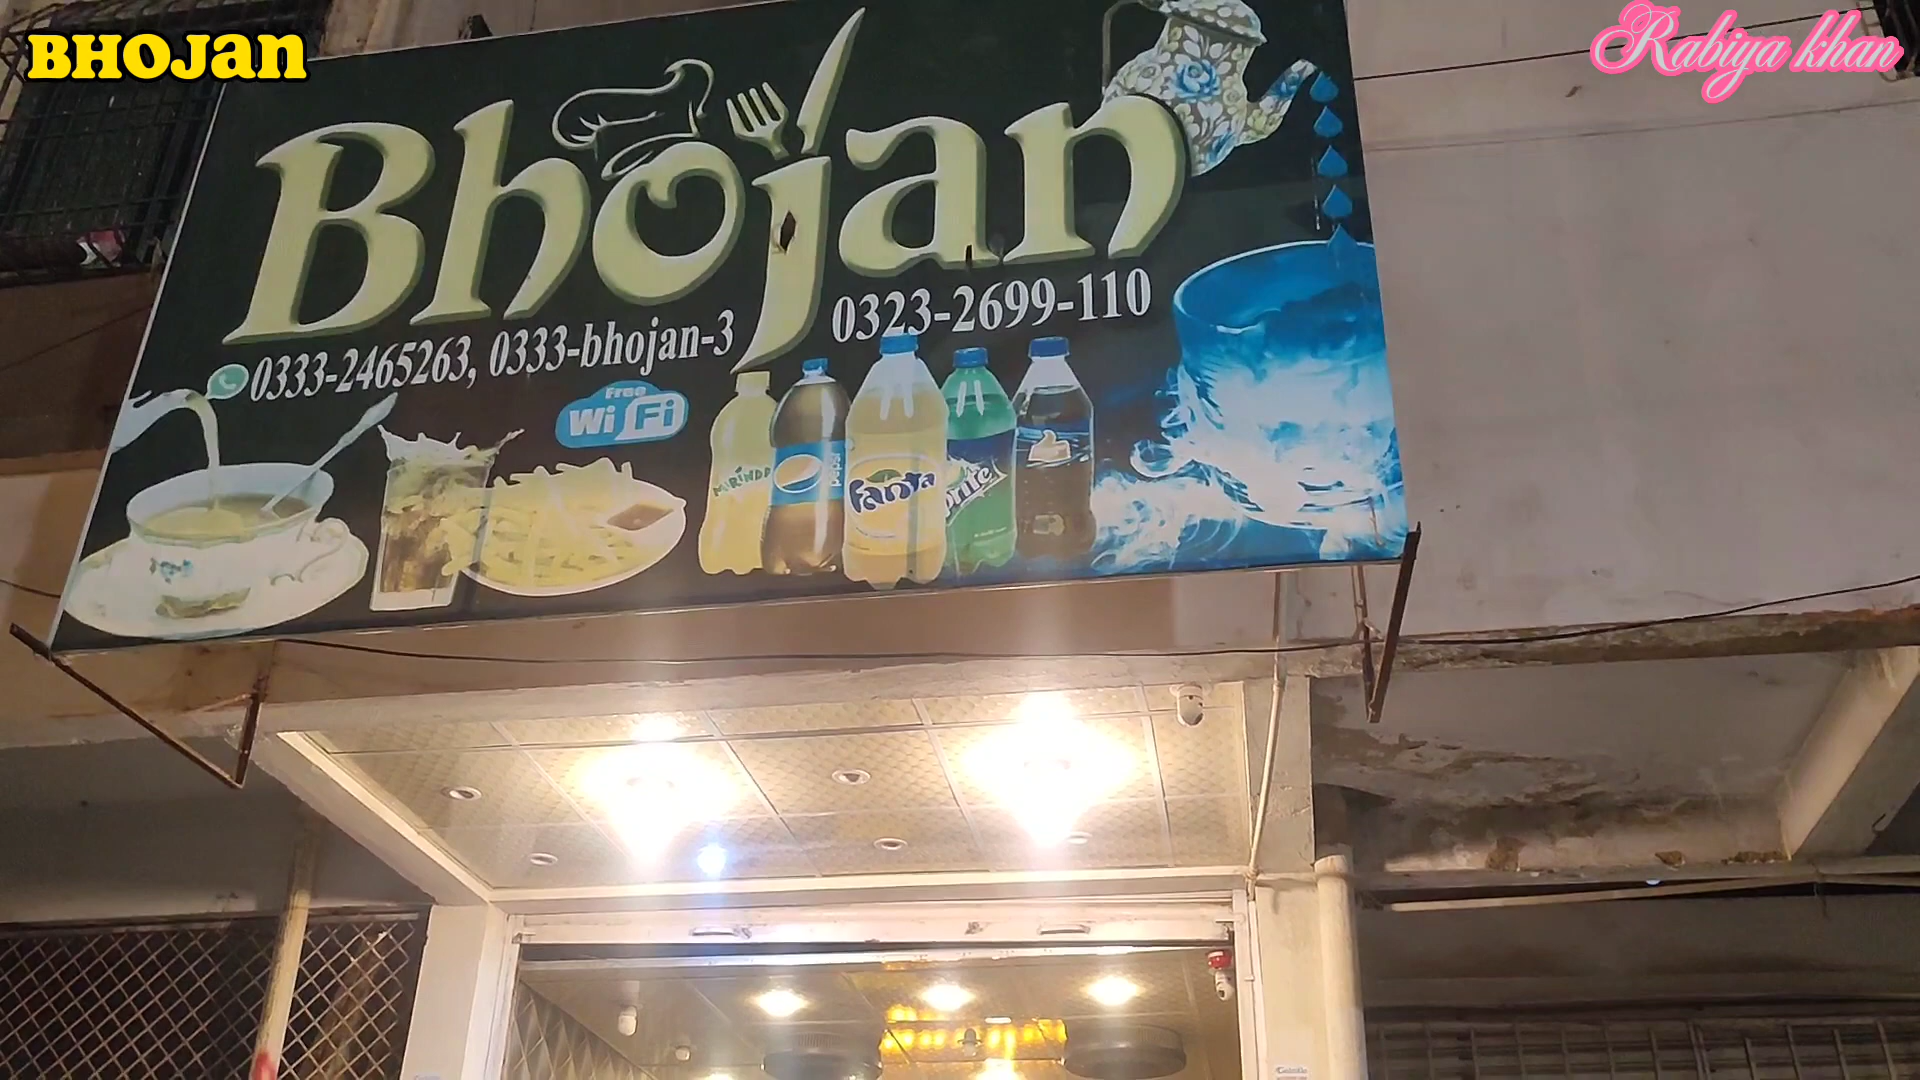 BHOJan
Rabiya khan
Bhojan
0333-2465263, 0333-bhojan-3
0323-2699-110
Free
Wi Fi
MIRINDA
pepsi
Fanta
Sprite